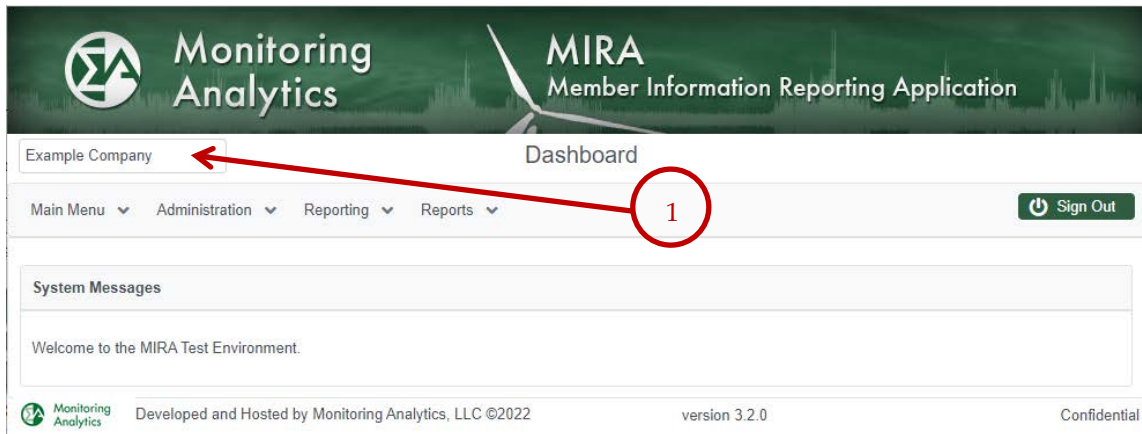 Monitoring
Analytics
MIRA
Member Information Reporting Application
Example Company
Dashboard
Main Menu Administration Reporting Reports
1
Sign Out
System Messages
Welcome to the MIRA Test Environment.
Monitoring
Analytics
Developed and Hosted by Monitoring Analytics, LLC ©2022 version 3.2.0 Confidential